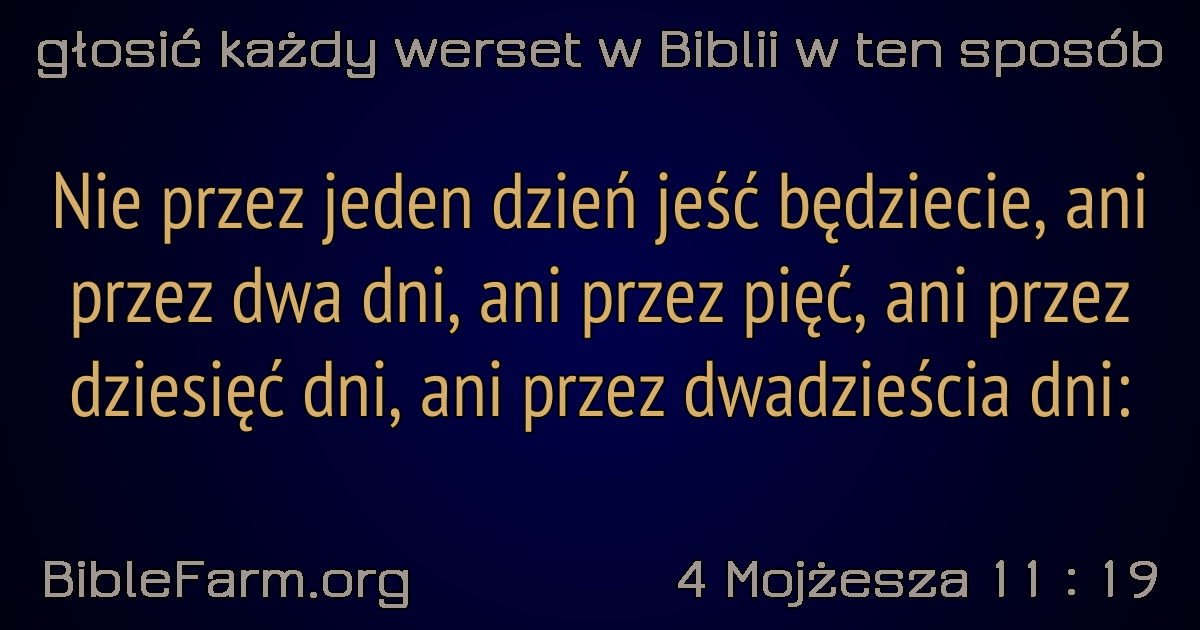 głosić każdy werset w Biblii w ten sposób
Nie przez jeden dzień jeść będziecie, ani
przez dwa dni, ani przez pięć, ani przez
dziesięć dni, ani przez dwadzieścia dni:
BibleFarm.org
4 Mojżesza 11 : 19